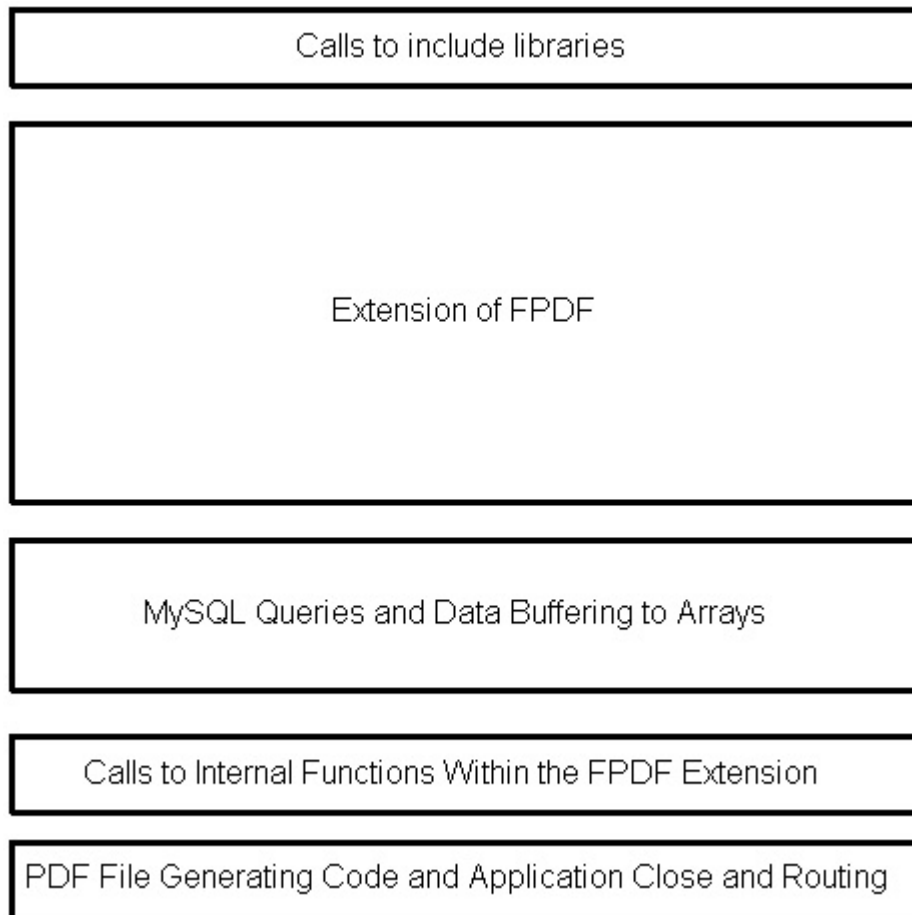 Calls to include libraries
Extension of FPDF
MySQL Queries and Data Buffering to Arrays
Calls to Internal Functions Within the FPDF Extension
PDF File Generating Code and Application Close and Routing